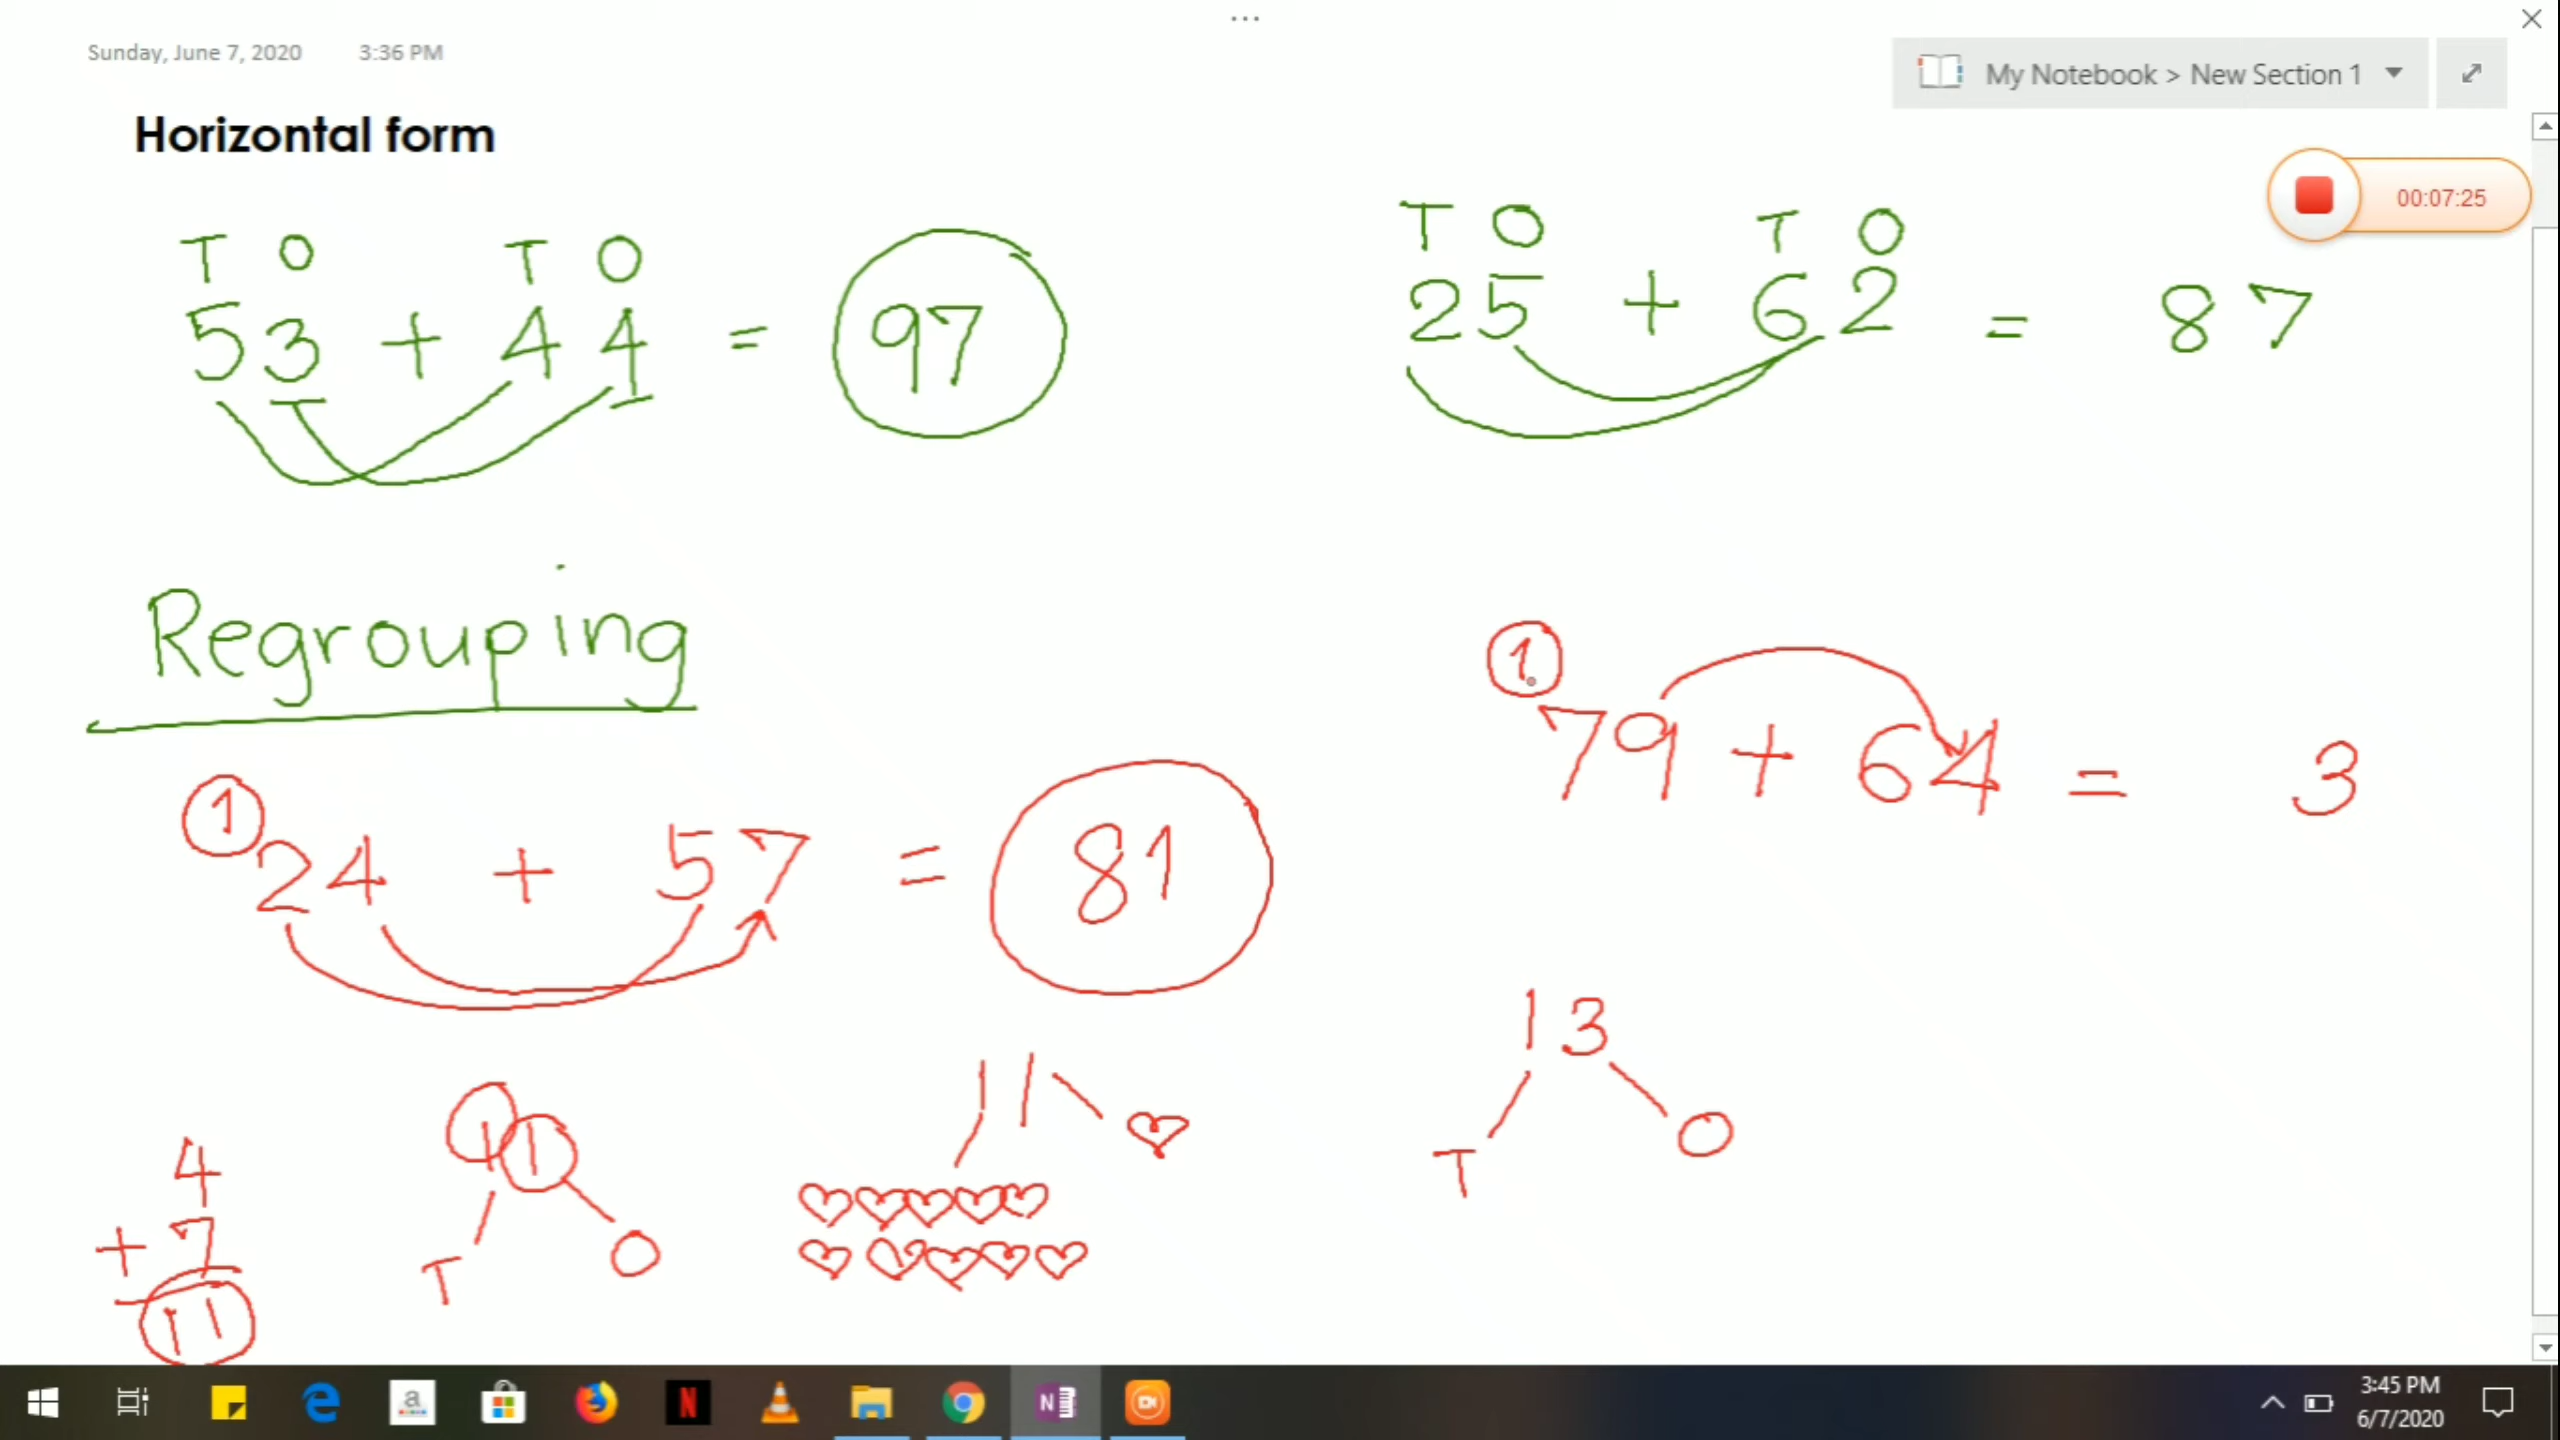 Sunday, June 7, 2020 3:36 PM
My Notebook > New Section 1
00:07:25
Horizontal form
T O T O
53 + 44 = 97
T O T O
25 + 62 = 87
Regrouping
1
24 + 57 = 81
1
79 + 64 = 3
4
+ 7
11
11
T O
11
13
T O
3:45 PM
6/7/2020